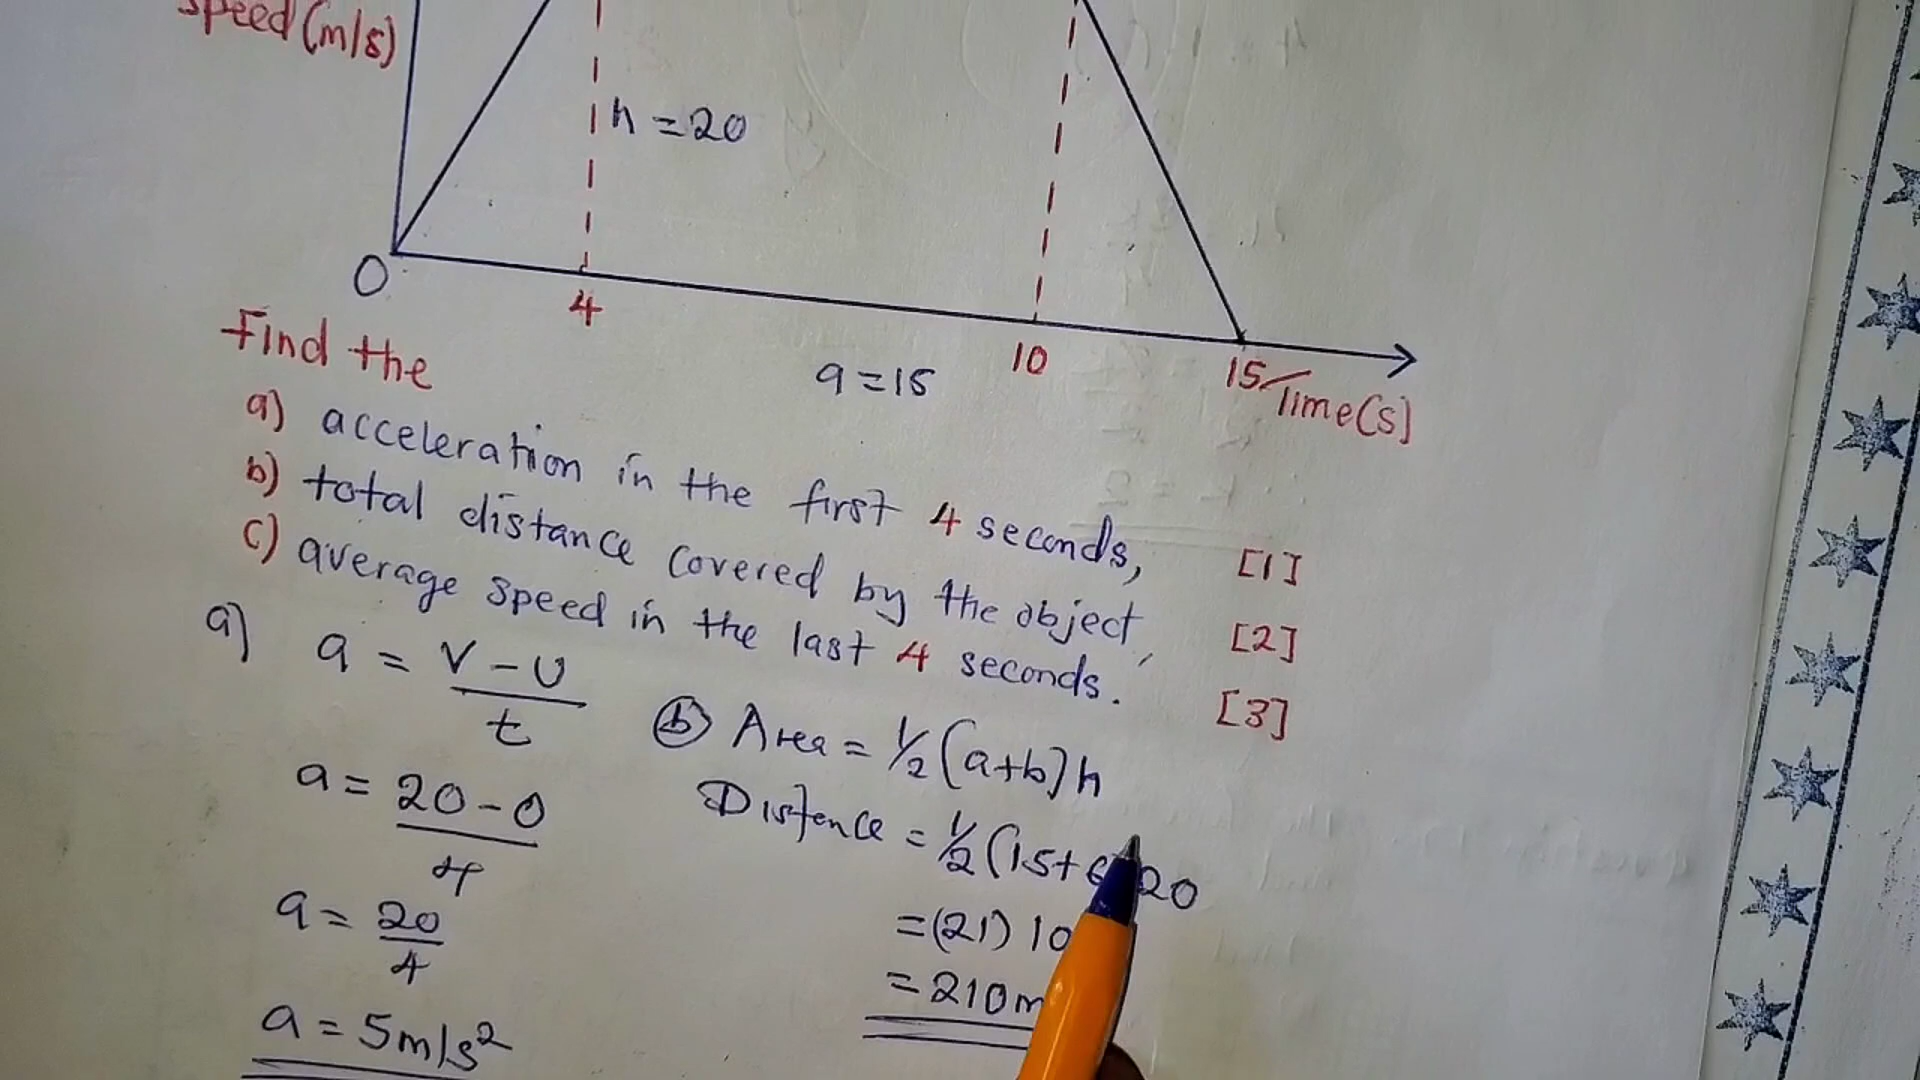 Speed (m/s)
h = 20
0
4
10
15
Time (s)
a = 15
Find the
a) acceleration in the first 4 seconds, [1]
b) total distance covered by the object, [2]
c) average speed in the last 4 seconds. [3]
a) a = v - u
t
a = 20 - 0
4
a = 20
4
a = 5m/s²
b Area = 1/2 (a+b) h
Distance = 1/2 (15+6 20
= (21) 10
= 210m